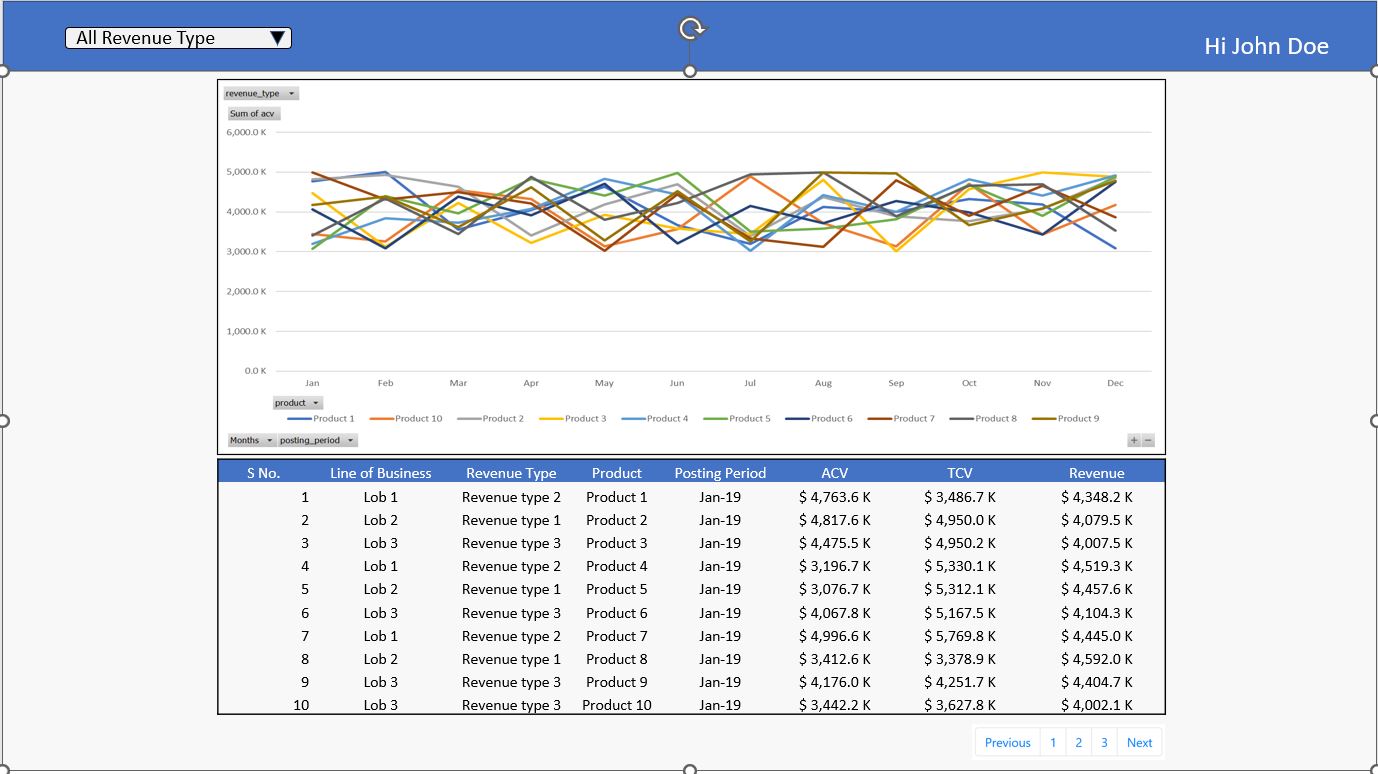 All Revenue Type
Hi John Doe
revenue_type
Sum of acv
6,000.0 K
5,000.0 K
4,000.0 K
3,000.0 K
2,000.0 K
1,000.0 K
0.0 K
Jan Feb Mar Apr May Jun Jul Aug Sep Oct Nov Dec
product
Product 1 Product 10 Product 2 Product 3 Product 4 Product 5 Product 6 Product 7 Product 8 Product 9
Months posting_period + −
S No. Line of Business Revenue Type Product Posting Period ACV TCV Revenue
1 Lob 1 Revenue type 2 Product 1 Jan-19 $ 4,763.6 K $ 3,486.7 K $ 4,348.2 K
2 Lob 2 Revenue type 1 Product 2 Jan-19 $ 4,817.6 K $ 4,950.0 K $ 4,079.5 K
3 Lob 3 Revenue type 3 Product 3 Jan-19 $ 4,475.5 K $ 4,950.2 K $ 4,007.5 K
4 Lob 1 Revenue type 2 Product 4 Jan-19 $ 3,196.7 K $ 5,330.1 K $ 4,519.3 K
5 Lob 2 Revenue type 1 Product 5 Jan-19 $ 3,076.7 K $ 5,312.1 K $ 4,457.6 K
6 Lob 3 Revenue type 3 Product 6 Jan-19 $ 4,067.8 K $ 5,167.5 K $ 4,104.3 K
7 Lob 1 Revenue type 2 Product 7 Jan-19 $ 4,996.6 K $ 5,769.8 K $ 4,445.0 K
8 Lob 2 Revenue type 1 Product 8 Jan-19 $ 3,412.6 K $ 3,378.9 K $ 4,592.0 K
9 Lob 3 Revenue type 3 Product 9 Jan-19 $ 4,176.0 K $ 4,251.7 K $ 4,404.7 K
10 Lob 3 Revenue type 3 Product 10 Jan-19 $ 3,442.2 K $ 3,627.8 K $ 4,002.1 K
Previous 1 2 3 Next